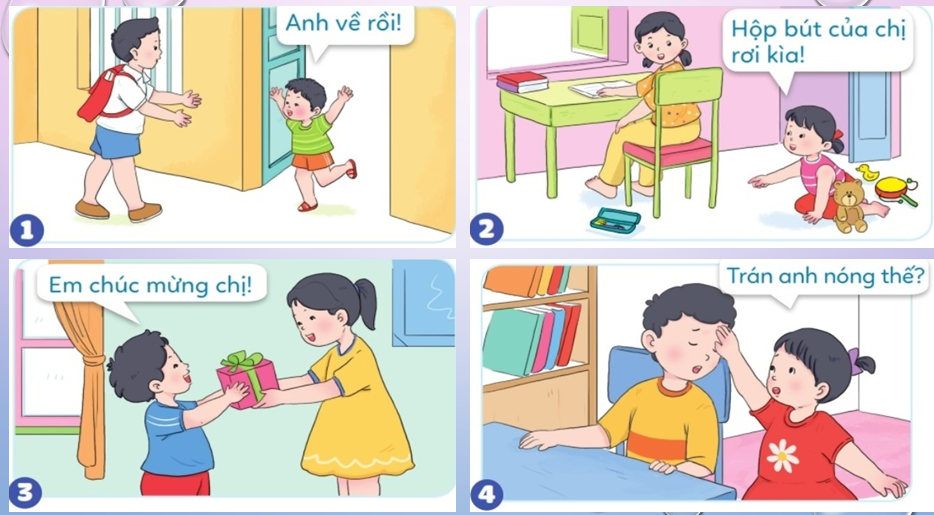 Anh về rồi!
1
Hộp bút của chị
rơi kìa!
2
Em chúc mừng chị!
3
Trán anh nóng thế?
4